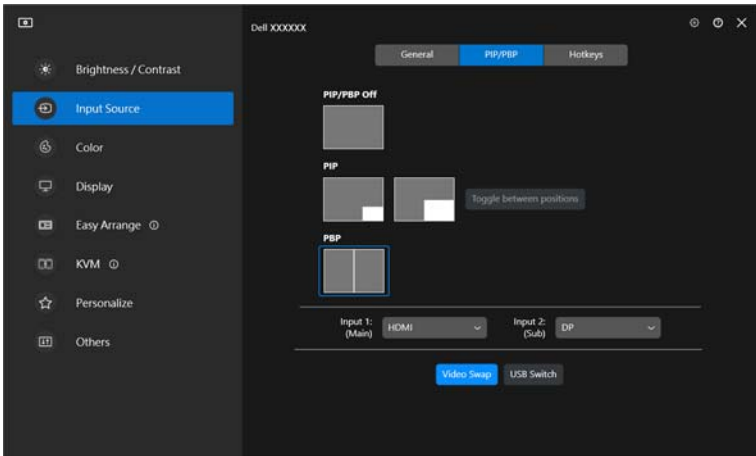 Dell XXXXXX
General
PIP/PBP
Hotkeys
Brightness / Contrast
Input Source
Color
Display
Easy Arrange
KVM
Personalize
Others
PIP/PBP Off
PIP
Toggle between positions
PBP
Input 1:
(Main)
HDMI
Input 2:
(Sub)
DP
Video Swap
USB Switch